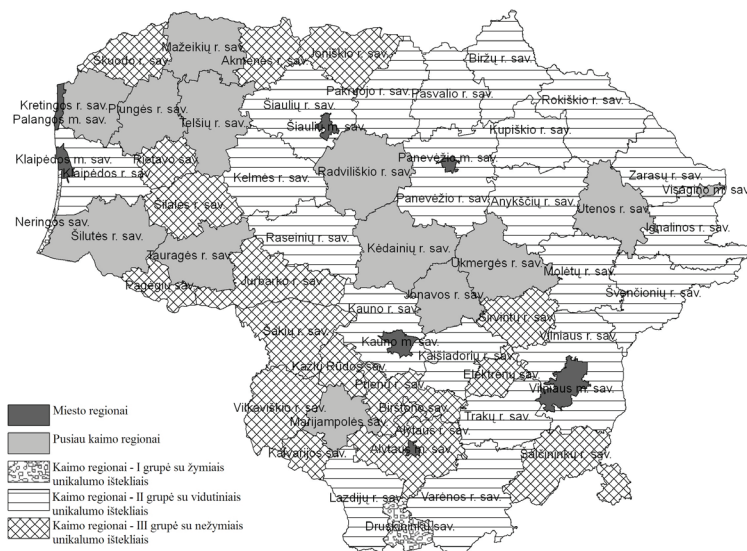 Mažeikių r. sav.
Skuodo r. sav.
Akmenės r. sav.
Joniškio r. sav.
Biržų r. sav.
Kretingos r. sav.
Plungės r. sav.
Telšių r. sav.
Šiaulių r. sav.
Pakruojo r. sav.
Pasvalio r. sav.
Rokiškio r. sav.
Palangos m. sav.
Šiaulių m. sav.
Kupiškio r. sav.
Klaipėdos m. sav.
Rietavo sav.
Klaipėdos r. sav.
Kelmės r. sav.
Radviliškio r. sav.
Panevėžio m. sav.
Zarasų r. sav.
Visagino m. sav.
Šilalės r. sav.
Panevėžio r. sav.
Anykščių r. sav.
Utenos r. sav.
Neringos sav.
Ignalinos r. sav.
Šilutės r. sav.
Tauragės r. sav.
Raseinių r. sav.
Kėdainių r. sav.
Ukmergės r. sav.
Molėtų r. sav.
Pagėgių sav.
Jurbarko r. sav.
Jonavos r. sav.
Švenčionių r. sav.
Kauno r. sav.
Širvintų r. sav.
Šakių r. sav.
Kauno m. sav.
Vilniaus r. sav.
Kaišiadorių r. sav.
Kazlų Rūdos sav.
Elektrėnų sav.
Prienų r. sav.
Vilniaus m. sav.
Vitkaviškio r. sav.
Birštono sav.
Marijampolės sav.
Alytaus r. sav.
Trakų r. sav.
Kalvarijos sav.
Alytaus m. sav.
Šalčininkų r. sav.
Lazdijų r. sav.
Varėnos r. sav.
Druskininkų sav.
Miesto regionai
Pusiau kaimo regionai
Kaimo regionai - I grupė su žymiais
unikalumo ištekliais
Kaimo regionai - II grupė su vidutiniais
unikalumo ištekliais
Kaimo regionai - III grupė su nežymiais
unikalumo ištekliais